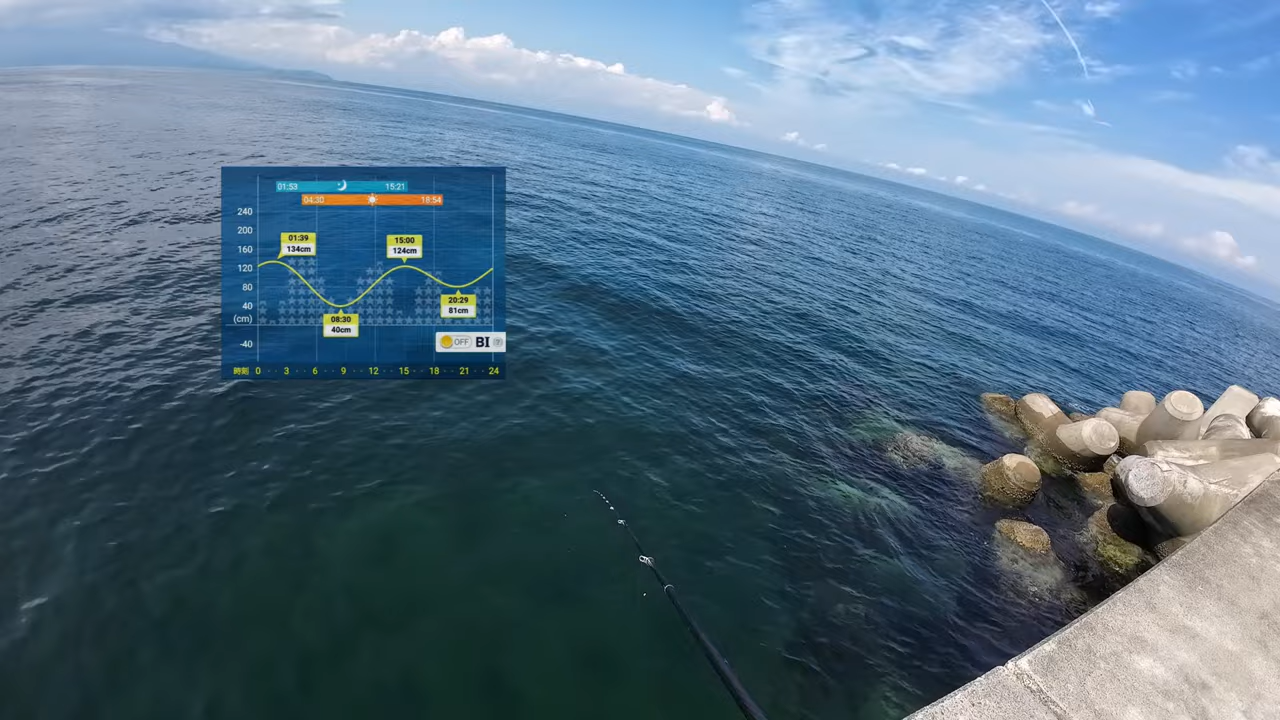 01:53 15:21
04:30 18:54
240
200
160
120
80
40
(cm)
-40
01:39
134cm
15:00
124cm
08:30
40cm
20:29
81cm
OFF BI ?
時刻 0 3 6 9 12 15 18 21 24